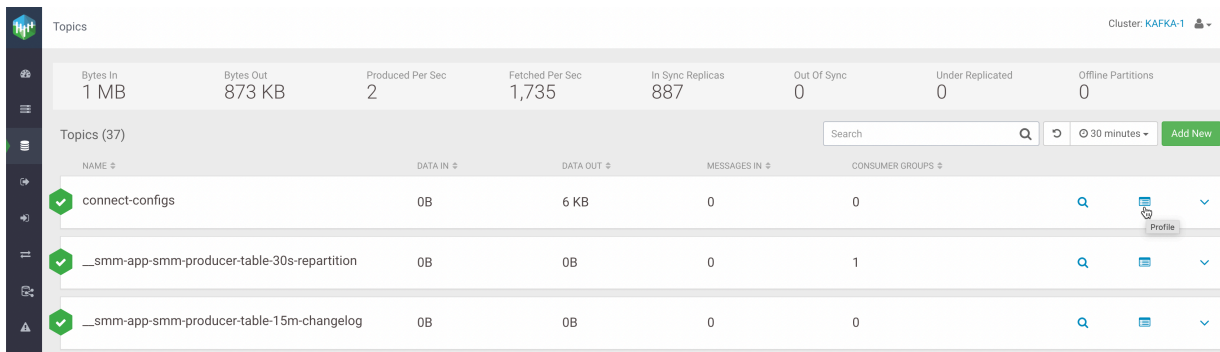 Topics
Cluster: KAFKA-1
Bytes In
1 MB
Bytes Out
873 KB
Produced Per Sec
2
Fetched Per Sec
1,735
In Sync Replicas
887
Out Of Sync
0
Under Replicated
0
Offline Partitions
0
Topics (37)
Search
30 minutes
Add New
NAME DATA IN DATA OUT MESSAGES IN CONSUMER GROUPS
connect-configs 0B 6 KB 0 0
Profile
__smm-app-smm-producer-table-30s-repartition 0B 0B 0 1
__smm-app-smm-producer-table-15m-changelog 0B 0B 0 0